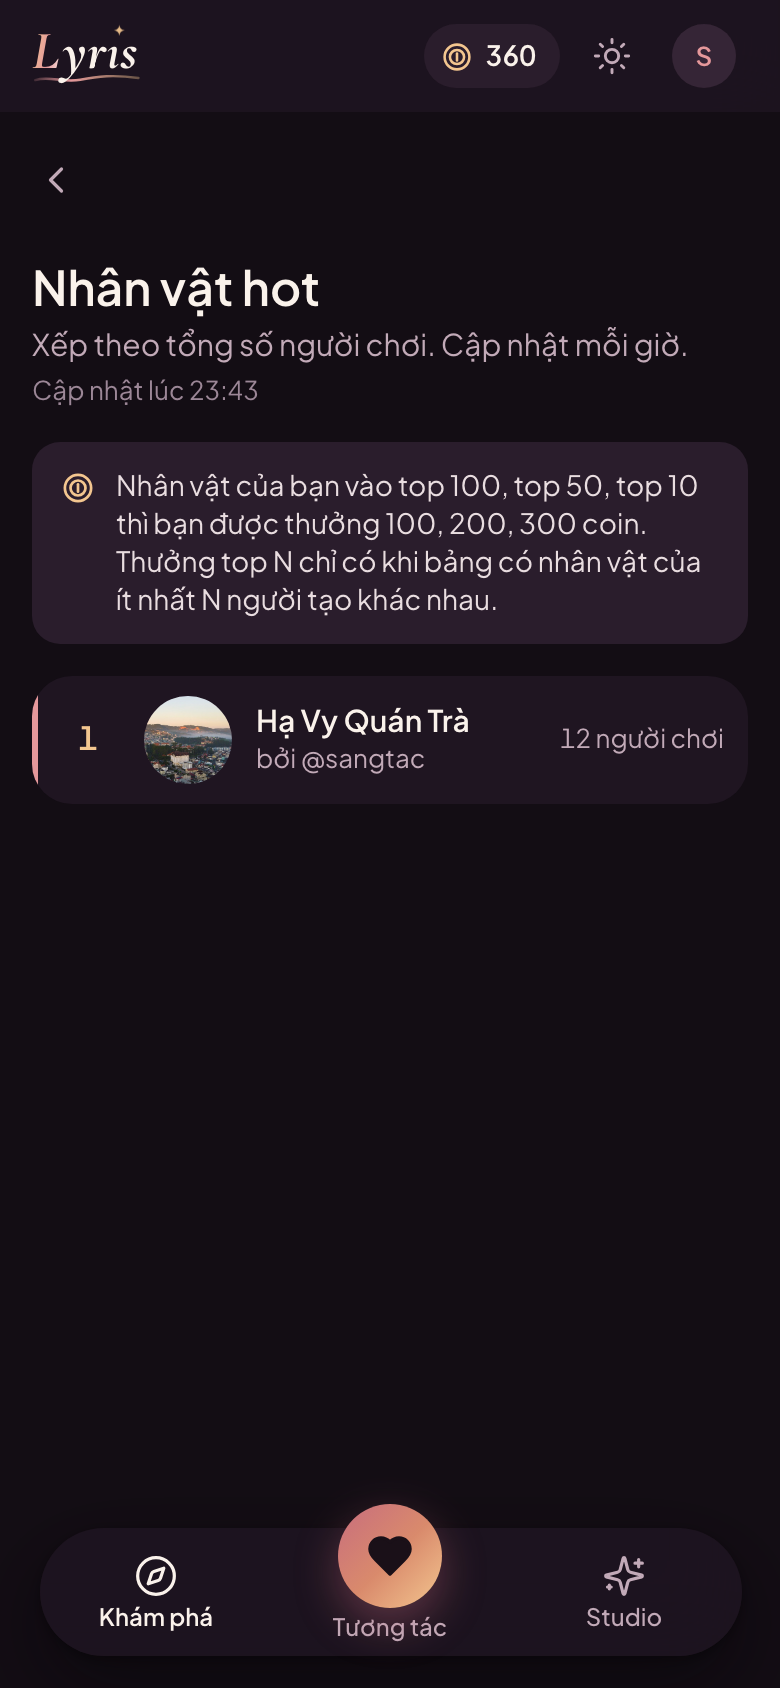 Lyris
360
S
Nhân vật hot
Xếp theo tổng số người chơi. Cập nhật mỗi giờ.
Cập nhật lúc 23:43
Nhân vật của bạn vào top 100, top 50, top 10
thì bạn được thưởng 100, 200, 300 coin.
Thưởng top N chỉ có khi bảng có nhân vật của
ít nhất N người tạo khác nhau.
1
Hạ Vy Quán Trà
12 người chơi
bởi @sangtac
Khám phá
Tương tác
Studio